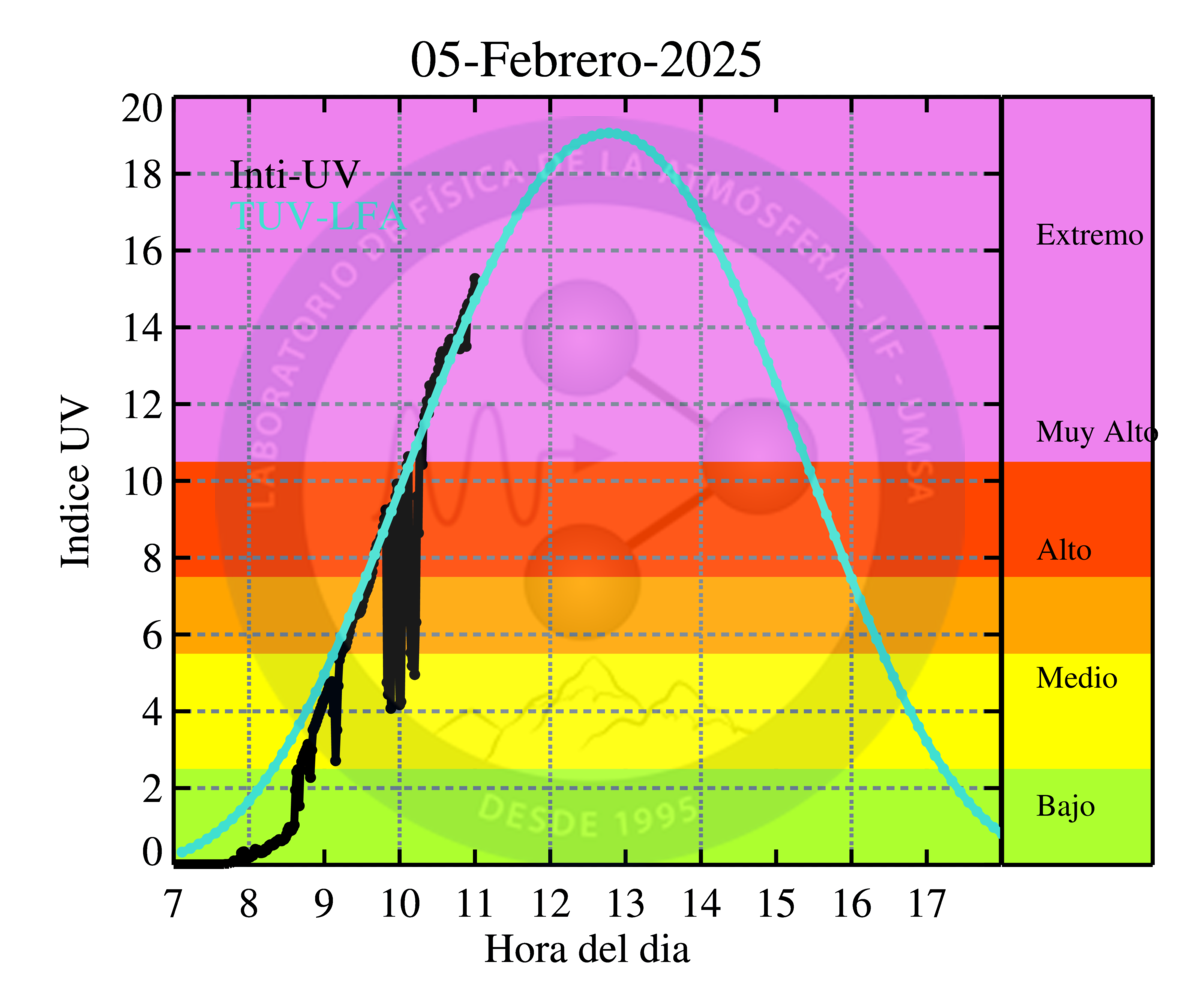 05-Febrero-2025
Inti-UV
TUV-LFA
LABORATORIO DE FÍSICA DE LA ATMÓSFERA - IIF - UMSA
DESDE 1995
Indice UV
20
18
16
14
12
10
8
6
4
2
0
Extremo
Muy Alto
Alto
Medio
Bajo
7 8 9 10 11 12 13 14 15 16 17
Hora del dia